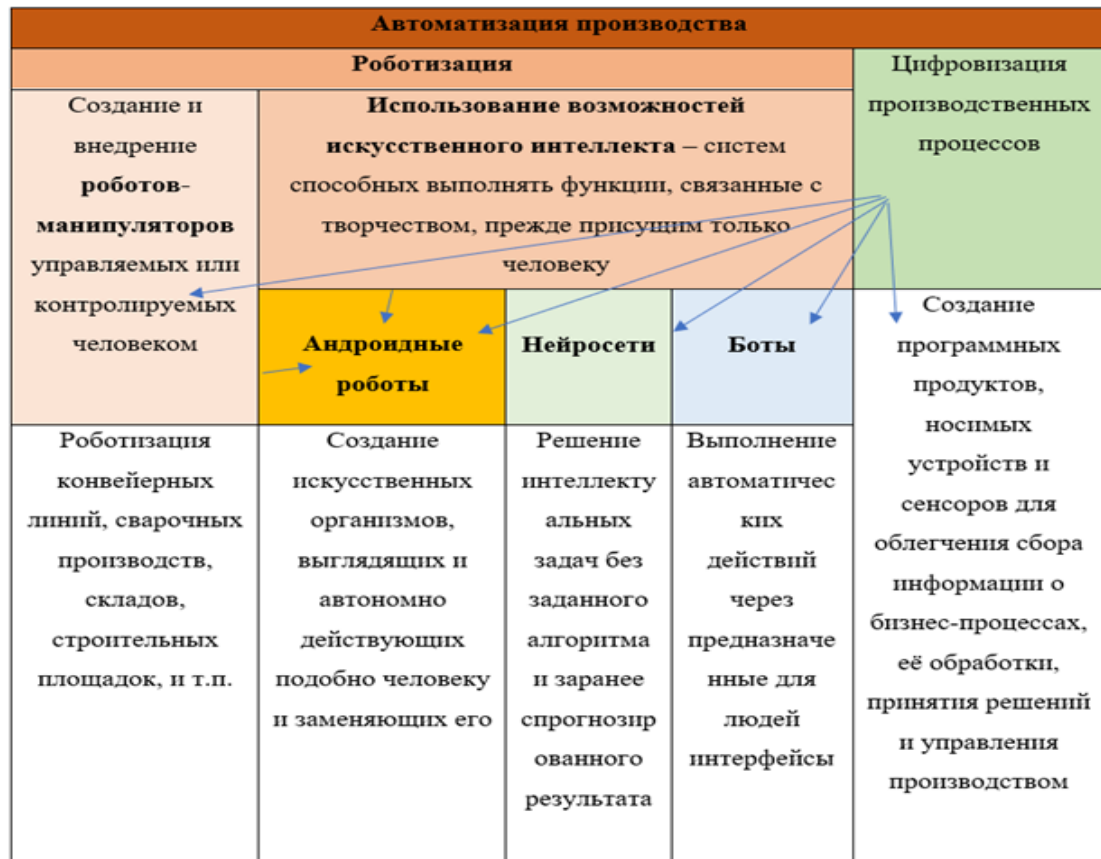 Автоматизация производства
Роботизация
Цифровизация
производственных
процессов
Создание и
внедрение
роботов-
манипуляторов
управляемых или
контролируемых
человеком
Использование возможностей
искусственного интеллекта – систем
способных выполнять функции, связанные с
творчеством, прежде присущим только
человеку
Андроидные
роботы
Нейросети
Боты
Роботизация
конвейерных
линий, сварочных
производств,
складов,
строительных
площадок, и т.п.
Создание
искусственных
организмов,
выглядящих и
автономно
действующих
подобно человеку
и заменяющих его
Решение
интеллекту
альных
задач без
заданного
алгоритма
и заранее
спрогнозир
ованного
результата
Выполнение
автоматичес
ких
действий
через
предназначе
нные для
людей
интерфейсы
Создание
программных
продуктов,
носимых
устройств и
сенсоров для
облегчения сбора
информации о
бизнес-процессах,
её обработки,
принятия решений
и управления
производством